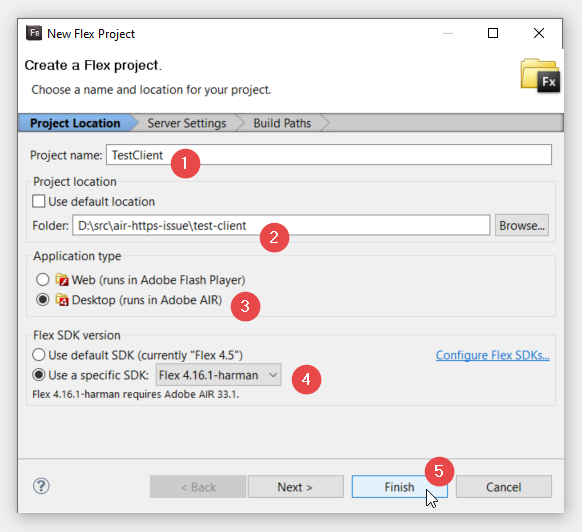 FB New Flex Project
Create a Flex project.
Choose a name and location for your project.
Fx
Project Location Server Settings Build Paths
Project name: TestClient
1
Project location
Use default location
Folder: D:\src\air-https-issue\test-client Browse...
2
Application type
Web (runs in Adobe Flash Player)
Desktop (runs in Adobe AIR) 3
Flex SDK version
Use default SDK (currently "Flex 4.5") Configure Flex SDKs...
Use a specific SDK: Flex 4.16.1-harman 4
Flex 4.16.1-harman requires Adobe AIR 33.1.
5
? < Back Next > Finish Cancel